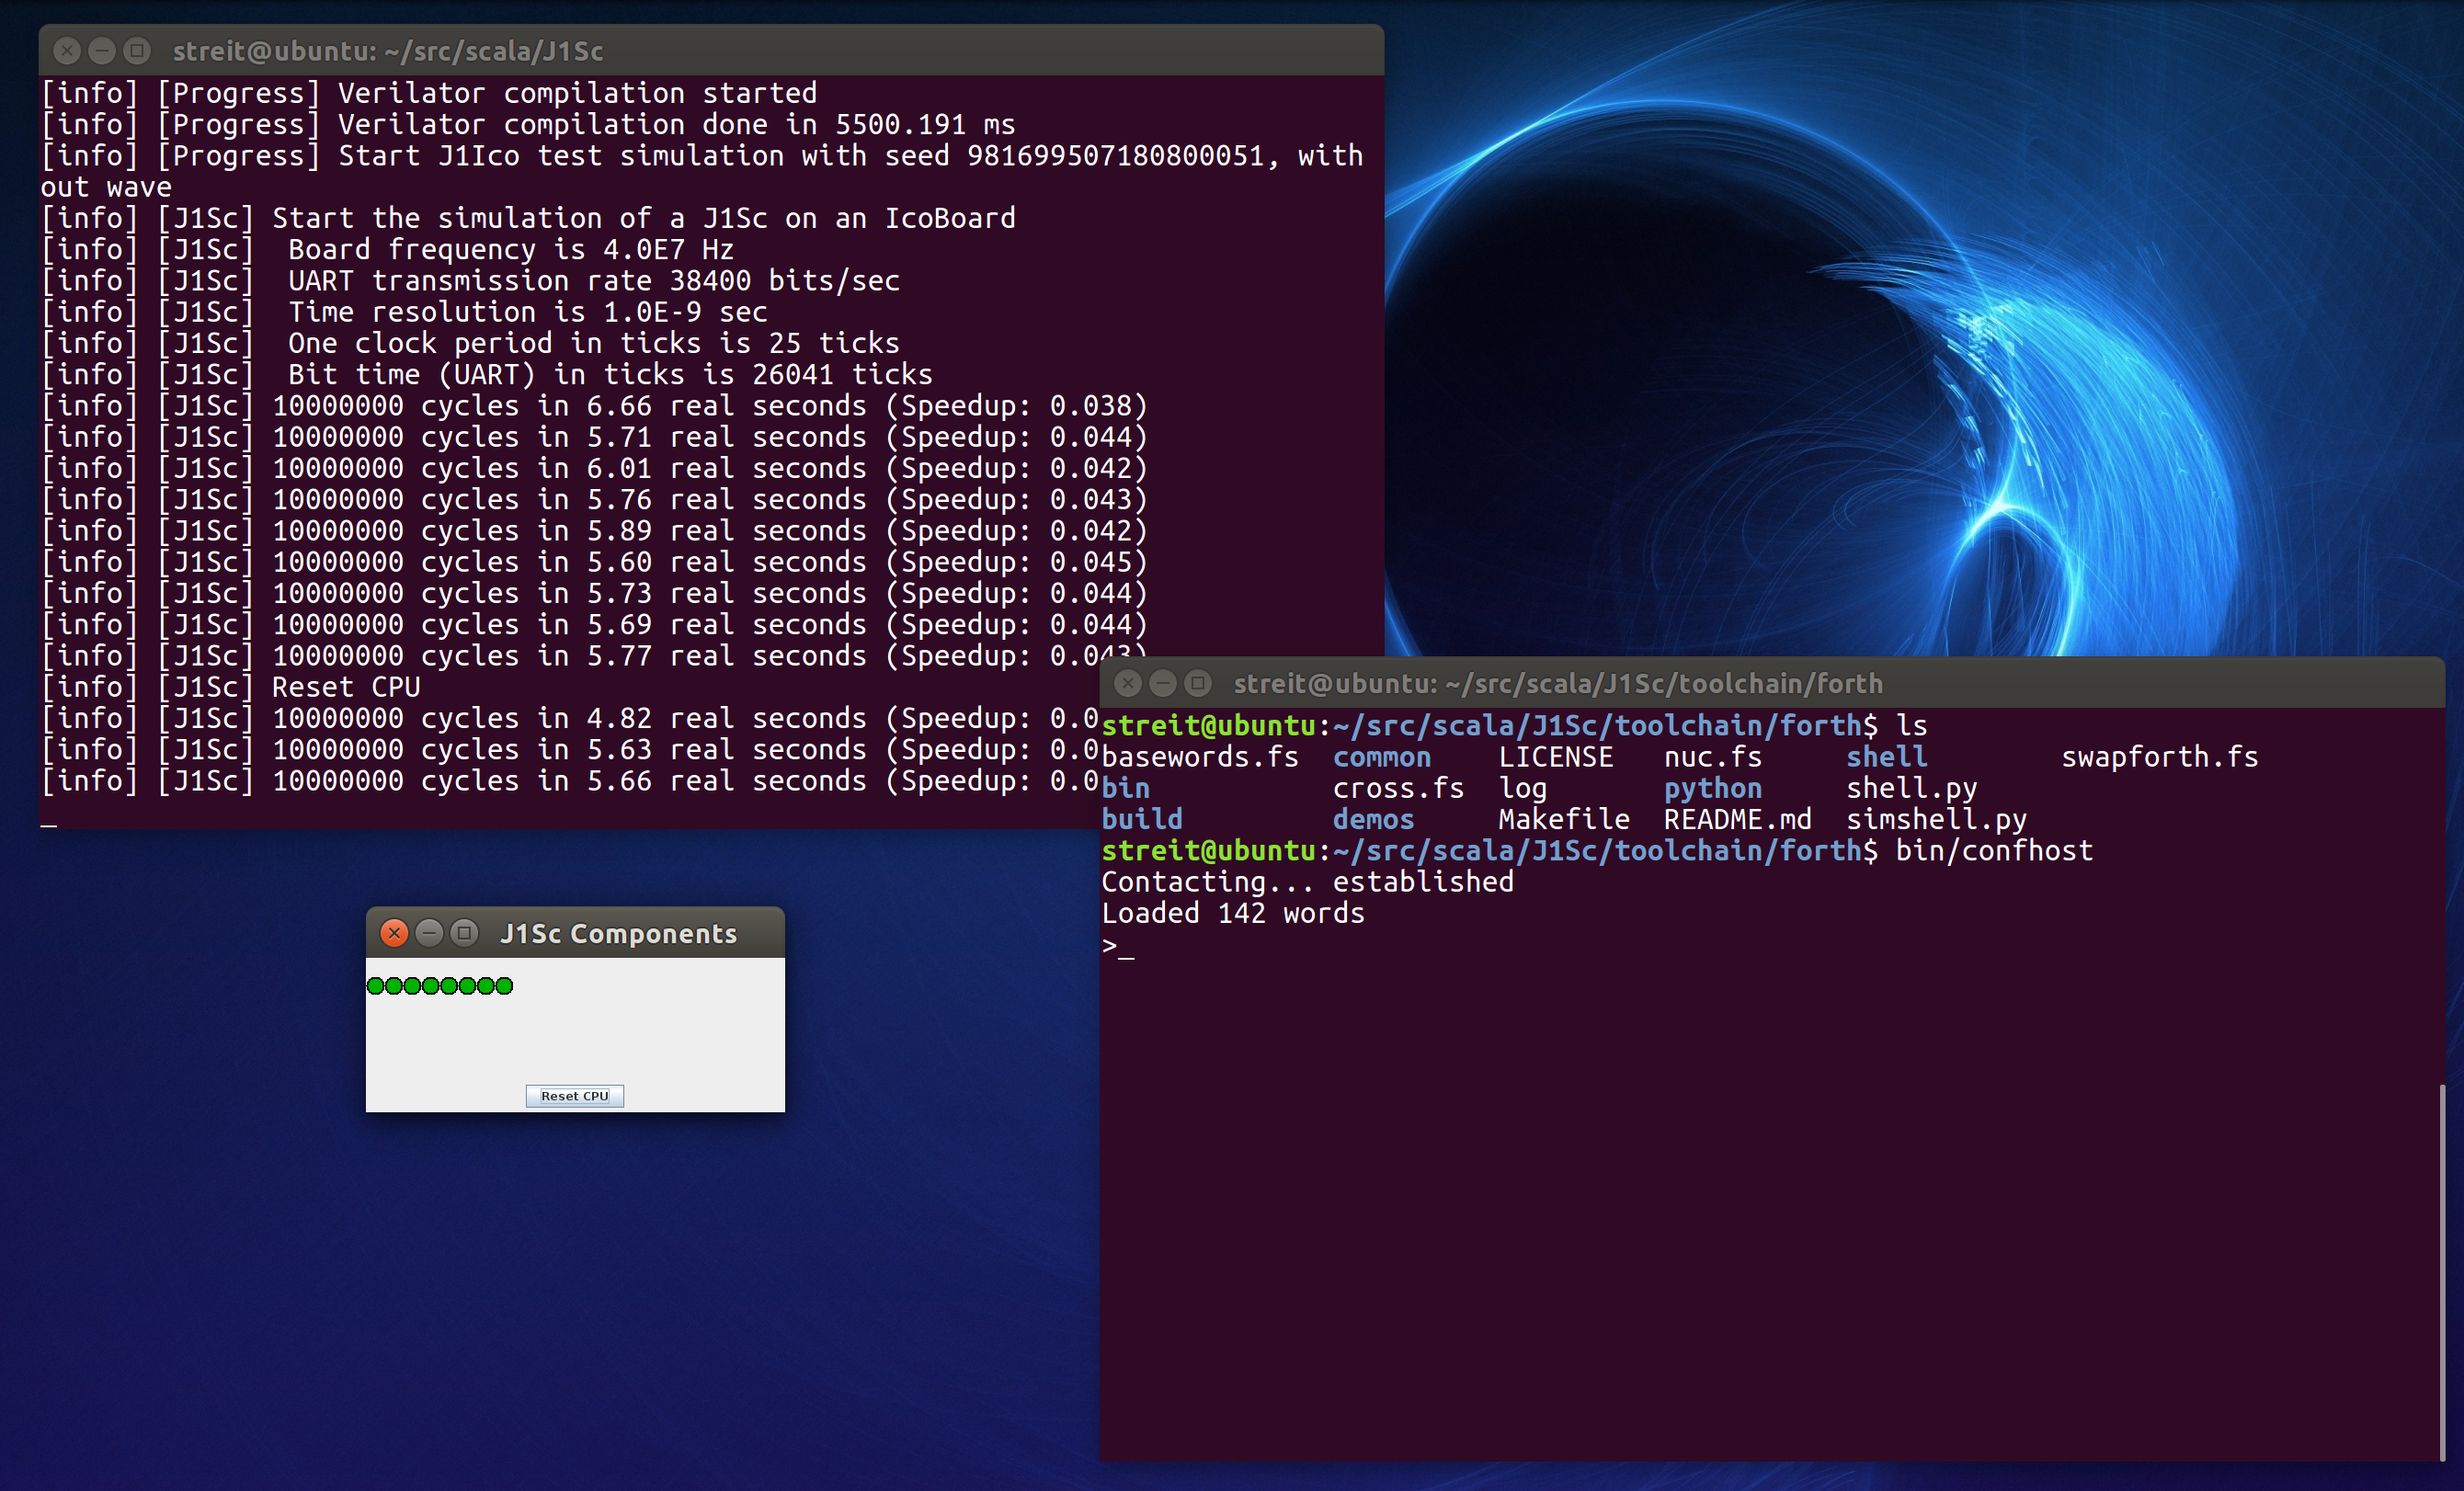 streit@ubuntu: ~/src/scala/J1Sc
[info] [Progress] Verilator compilation started
[info] [Progress] Verilator compilation done in 5500.191 ms
[info] [Progress] Start J1Ico test simulation with seed 981699507180800051, with
out wave
[info] [J1Sc] Start the simulation of a J1Sc on an IcoBoard
[info] [J1Sc]  Board frequency is 4.0E7 Hz
[info] [J1Sc]  UART transmission rate 38400 bits/sec
[info] [J1Sc]  Time resolution is 1.0E-9 sec
[info] [J1Sc]  One clock period in ticks is 25 ticks
[info] [J1Sc]  Bit time (UART) in ticks is 26041 ticks
[info] [J1Sc] 10000000 cycles in 6.66 real seconds (Speedup: 0.038)
[info] [J1Sc] 10000000 cycles in 5.71 real seconds (Speedup: 0.044)
[info] [J1Sc] 10000000 cycles in 6.01 real seconds (Speedup: 0.042)
[info] [J1Sc] 10000000 cycles in 5.76 real seconds (Speedup: 0.043)
[info] [J1Sc] 10000000 cycles in 5.89 real seconds (Speedup: 0.042)
[info] [J1Sc] 10000000 cycles in 5.60 real seconds (Speedup: 0.045)
[info] [J1Sc] 10000000 cycles in 5.73 real seconds (Speedup: 0.044)
[info] [J1Sc] 10000000 cycles in 5.69 real seconds (Speedup: 0.044)
[info] [J1Sc] 10000000 cycles in 5.77 real seconds (Speedup: 0.043)
[info] [J1Sc] Reset CPU
[info] [J1Sc] 10000000 cycles in 4.82 real seconds (Speedup: 0.0
[info] [J1Sc] 10000000 cycles in 5.63 real seconds (Speedup: 0.0
[info] [J1Sc] 10000000 cycles in 5.66 real seconds (Speedup: 0.0
_
streit@ubuntu: ~/src/scala/J1Sc/toolchain/forth
streit@ubuntu:~/src/scala/J1Sc/toolchain/forth$ ls
basewords.fs  common    LICENSE   nuc.fs     shell        swapforth.fs
bin           cross.fs  log       python     shell.py
build         demos     Makefile  README.md  simshell.py
streit@ubuntu:~/src/scala/J1Sc/toolchain/forth$ bin/confhost
Contacting... established
Loaded 142 words
>_
J1Sc Components
Reset CPU